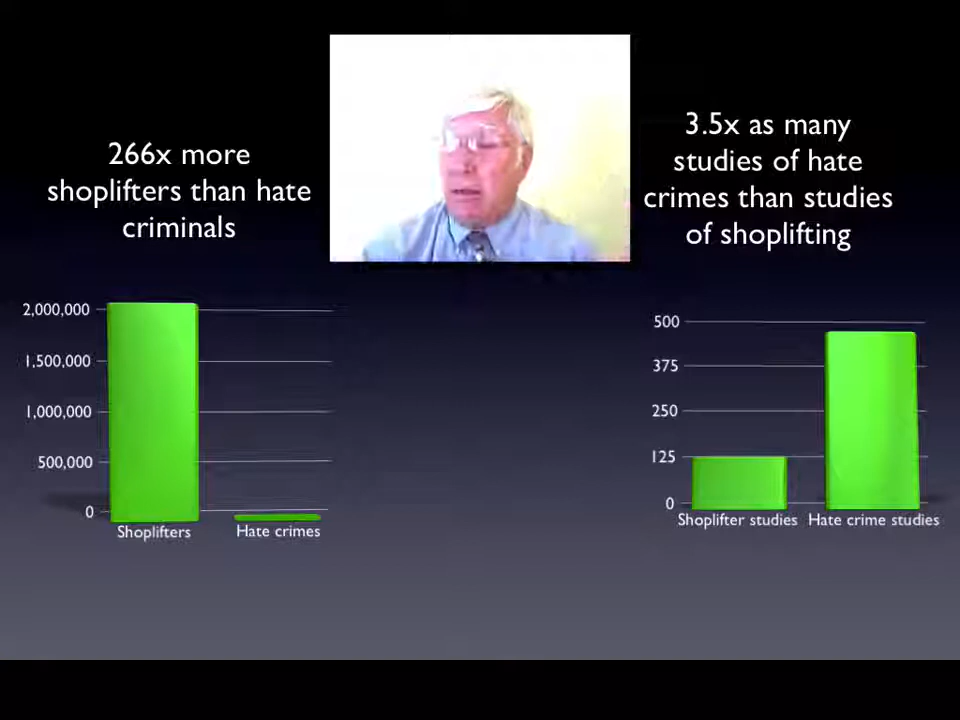 266x more
shoplifters than hate
criminals
3.5x as many
studies of hate
crimes than studies
of shoplifting
2,000,000
1,500,000
1,000,000
500,000
0
Shoplifters Hate crimes
500
375
250
125
0
Shoplifter studies Hate crime studies